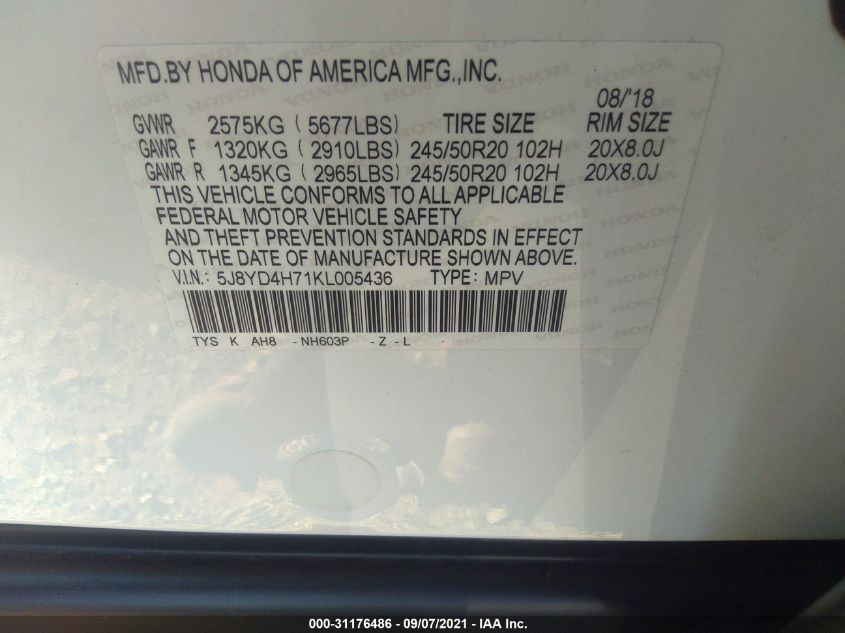 MFD.BY HONDA OF AMERICA MFG.,INC.
08/'18
GVWR 2575KG ( 5677LBS) TIRE SIZE RIM SIZE
GAWR F 1320KG ( 2910LBS) 245/50R20 102H 20X8.0J
GAWR R 1345KG ( 2965LBS) 245/50R20 102H 20X8.0J
THIS VEHICLE CONFORMS TO ALL APPLICABLE
FEDERAL MOTOR VEHICLE SAFETY
AND THEFT PREVENTION STANDARDS IN EFFECT
ON THE DATE OF MANUFACTURE SHOWN ABOVE.
V.I.N.: 5J8YD4H71KL005436 TYPE: MPV
TYS K AH8 - NH603P - Z - L
000-31176486 - 09/07/2021 - IAA Inc.